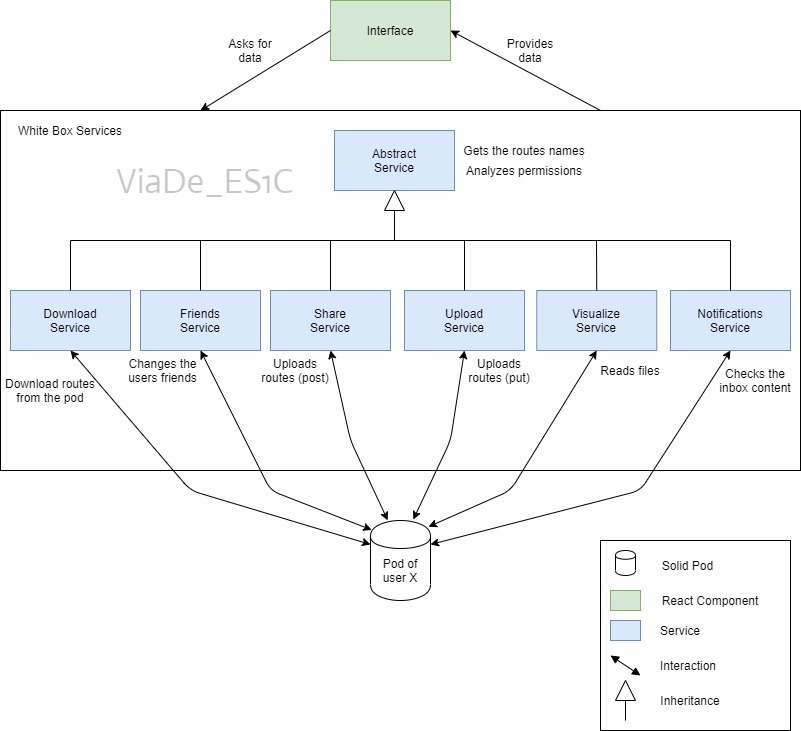 Interface
Asks for
data
Provides
data
White Box Services
ViaDe_ES1C
Abstract
Service
Gets the routes names
Analyzes permissions
Download
Service
Friends
Service
Share
Service
Upload
Service
Visualize
Service
Notifications
Service
Download routes
from the pod
Changes the
users friends
Uploads
routes (post)
Uploads
routes (put)
Reads files
Checks the
inbox content
Pod of
user X
Solid Pod
React Component
Service
Interaction
Inheritance